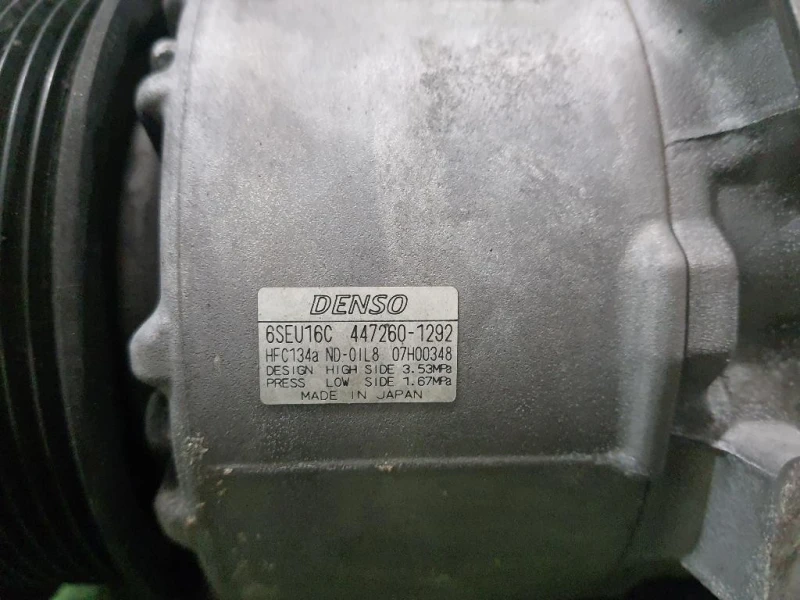 DENSO
6SEU16C 447260-1292
HFC134a ND-OIL8 07H00348
DESIGN HIGH SIDE 3.53MPa
PRESS LOW SIDE 1.67MPa
MADE IN JAPAN